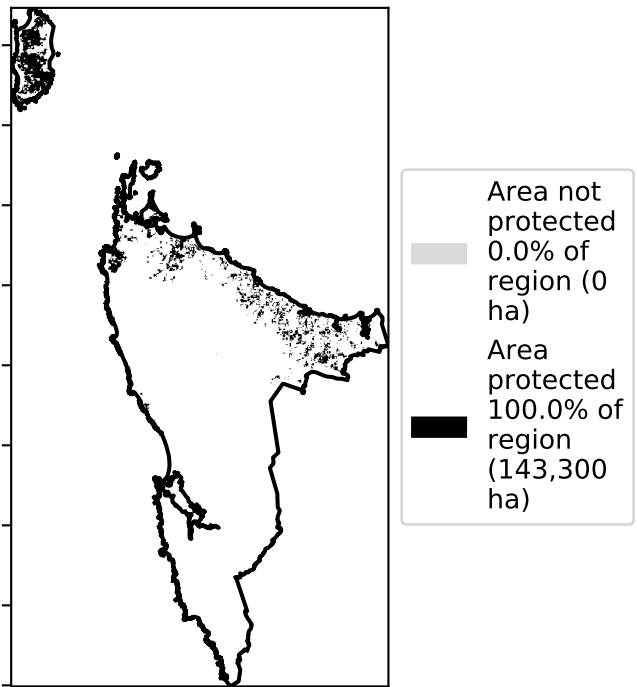 Area not
protected
0.0% of
region (0
ha)
Area
protected
100.0% of
region
(143,300
ha)